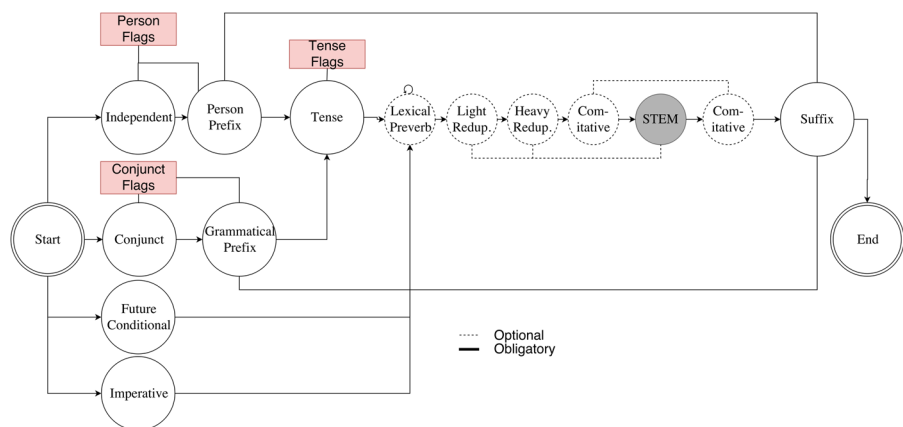 Person
Flags
Tense
Flags
Independent
Person
Prefix
Tense
Lexical
Preverb
Light
Redup.
Heavy
Redup.
Com-
itative
STEM
Com-
itative
Suffix
Conjunct
Flags
Start
Conjunct
Grammatical
Prefix
End
Future
Conditional
Imperative
Optional
Obligatory